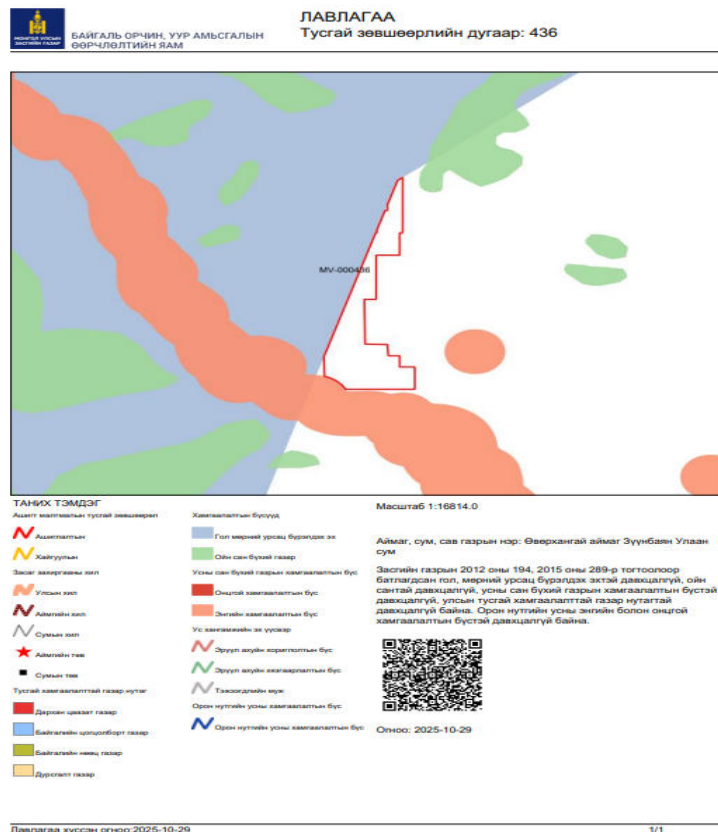 МОНГОЛ УЛСЫН
ЗАСГИЙН ГАЗАР
БАЙГАЛЬ ОРЧИН, УУР АМЬСГАЛЫН
ӨӨРЧЛӨЛТИЙН ЯАМ
ЛАВЛАГАА
Тусгай зөвшөөрлийн дугаар: 436
MV-000436
ТАНИХ ТЭМДЭГ
Ашигт малтмалын тусгай зөвшөөрөл
Ашиглалтын
Хайгуулын
Засаг захиргааны хил
Улсын хил
Аймгийн хил
Сумын хил
Аймгийн төв
Сумын төв
Тусгай хамгаалалттай газар нутаг
Дархан цаазат газар
Байгалийн цогцолборт газар
Байгалийн нөөц газар
Дурсгалт газар
Хамгаалалтын бүсүүд
Гол мөрний урсац бүрэлдэх эх
Ойн сан бүхий газар
Усны сан бүхий газрын хамгаалалтын бүс
Онцгой хамгаалалтын бүс
Энгийн хамгаалалтын бүс
Ус хангамжийн эх үүсвэр
Эрүүл ахуйн хориглолтын бүс
Эрүүл ахуйн хязгаарлалтын бүс
Тэжээгдлийн муж
Орон нутгийн усны хамгаалалтын бүс
Орон нутгийн усны хамгаалалтын бүс
Масштаб 1:16814.0
Аймаг, сум, сав газрын нэр: Өвөрхангай аймаг Зүүнбаян Улаан
сум
Засгийн газрын 2012 оны 194, 2015 оны 289-р тогтоолоор
батлагдсан гол, мөрний урсац бүрэлдэх эхтэй давхцалгүй, ойн
сантай давхцалгүй, усны сан бүхий газрын хамгаалалтын бүстэй
давхцалгүй, улсын тусгай хамгаалалттай газар нутагтай
давхцалгүй байна. Орон нутгийн усны энгийн болон онцгой
хамгаалалтын бүстэй давхцалгүй байна.
Огноо: 2025-10-29
Лавлагаа хүссэн огноо:2025-10-29
1/1